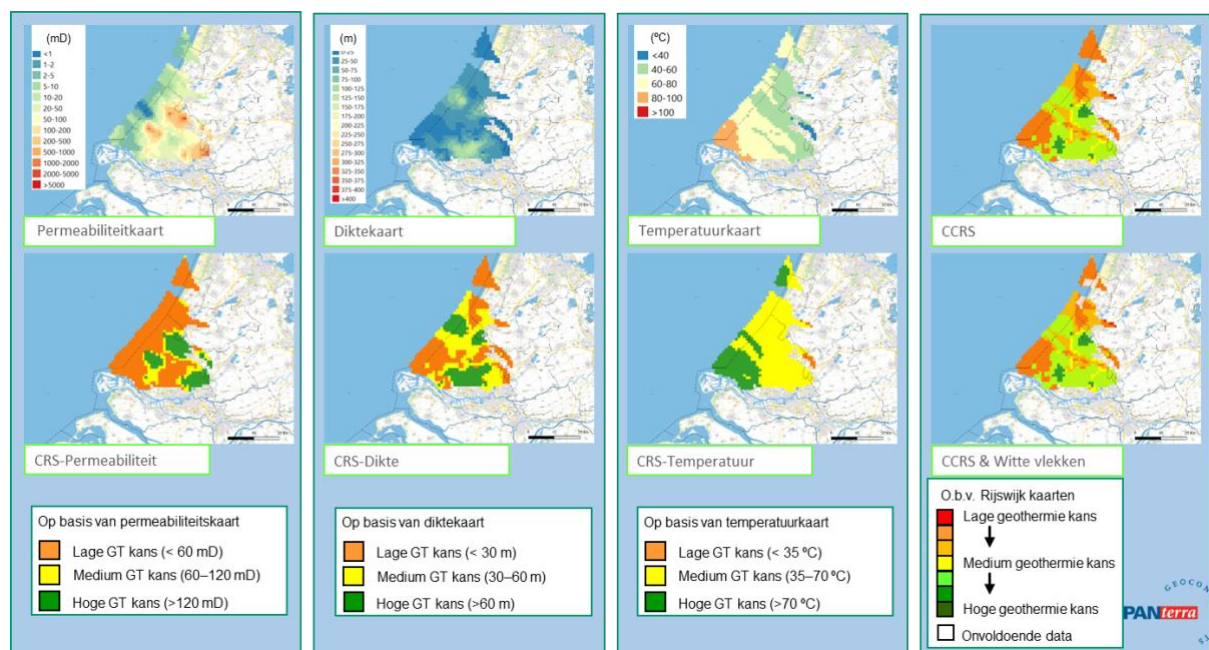 (mD)
<1
1-2
2-5
5-10
10-20
20-50
50-100
100-200
200-500
500-1000
1000-2000
2000-5000
>5000
Permeabiliteitkaart
CRS-Permeabiliteit
Op basis van permeabiliteitskaart
Lage GT kans (< 60 mD)
Medium GT kans (60–120 mD)
Hoge GT kans (>120 mD)
(m)
25-50
50-75
75-100
100-125
125-150
150-175
175-200
200-225
225-250
250-275
275-300
300-325
325-350
350-375
375-400
>400
Diktekaart
CRS-Dikte
Op basis van diktekaart
Lage GT kans (< 30 m)
Medium GT kans (30–60 m)
Hoge GT kans (>60 m)
(ºC)
<40
40-60
60-80
80-100
>100
Temperatuurkaart
CRS-Temperatuur
Op basis van temperatuurkaart
Lage GT kans (< 35 ºC)
Medium GT kans (35–70 ºC)
Hoge GT kans (>70 ºC)
CCRS
CCRS & Witte vlekken
O.b.v. Rijswijk kaarten
Lage geothermie kans
Medium geothermie kans
Hoge geothermie kans
Onvoldoende data
GEOCON
PANterra
TS